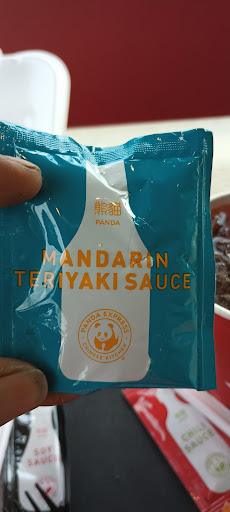 熊貓
PANDA
MANDARIN
TERIYAKI SAUCE
PANDA EXPRESS
CHINESE KITCHEN
SOY
SAUCE
CHILI
SAUCE